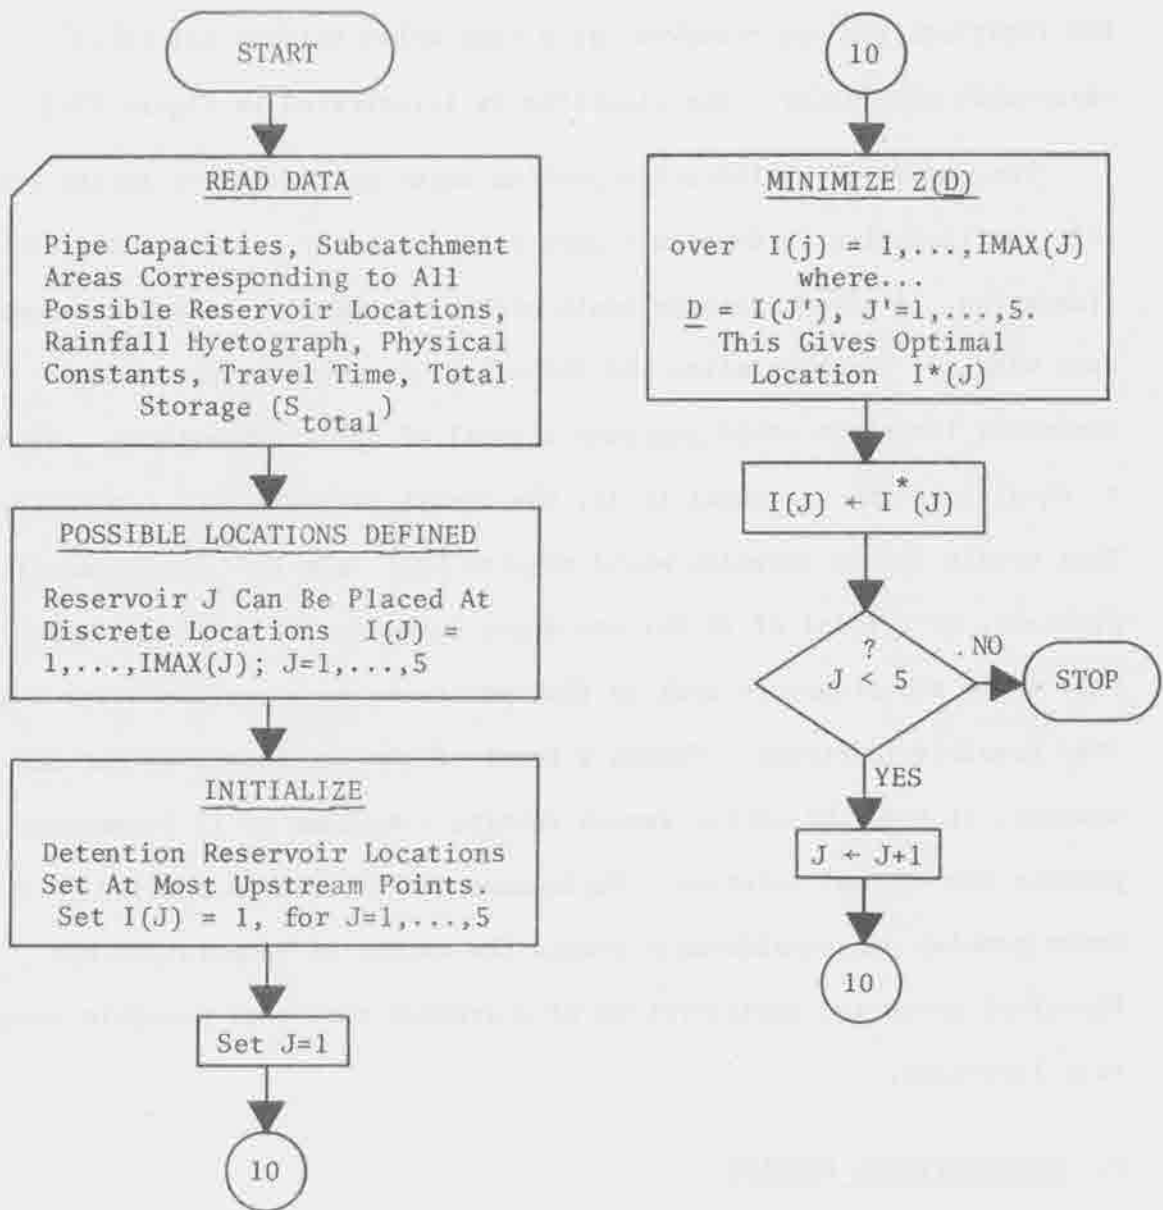 START
READ DATA
Pipe Capacities, Subcatchment
Areas Corresponding to All
Possible Reservoir Locations,
Rainfall Hyetograph, Physical
Constants, Travel Time, Total
Storage (S_total)
POSSIBLE LOCATIONS DEFINED
Reservoir J Can Be Placed At
Discrete Locations I(J) =
1,...,IMAX(J); J=1,...,5
INITIALIZE
Detention Reservoir Locations
Set At Most Upstream Points.
Set I(J) = 1, for J=1,...,5
Set J=1
10
10
MINIMIZE Z(D)
over I(j) = 1,...,IMAX(J)
where...
D = I(J'), J'=1,...,5.
This Gives Optimal
Location I*(J)
I(J) ← I*(J)
?
J < 5
NO
STOP
YES
J ← J+1
10